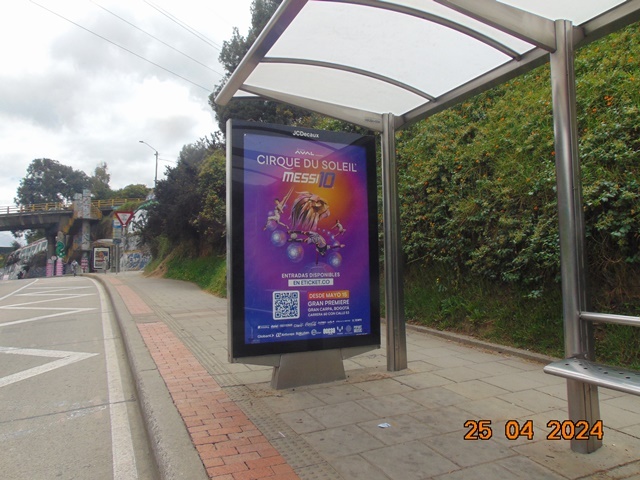 JCDecaux
AVAL
CIRQUE DU SOLEIL
MESSI10
ENTRADAS DISPONIBLES
EN ETICKET.CO
DESDE MAYO
GRAN PREMIERE
GRAN CARPA, BOGOTÁ
25 04 2024